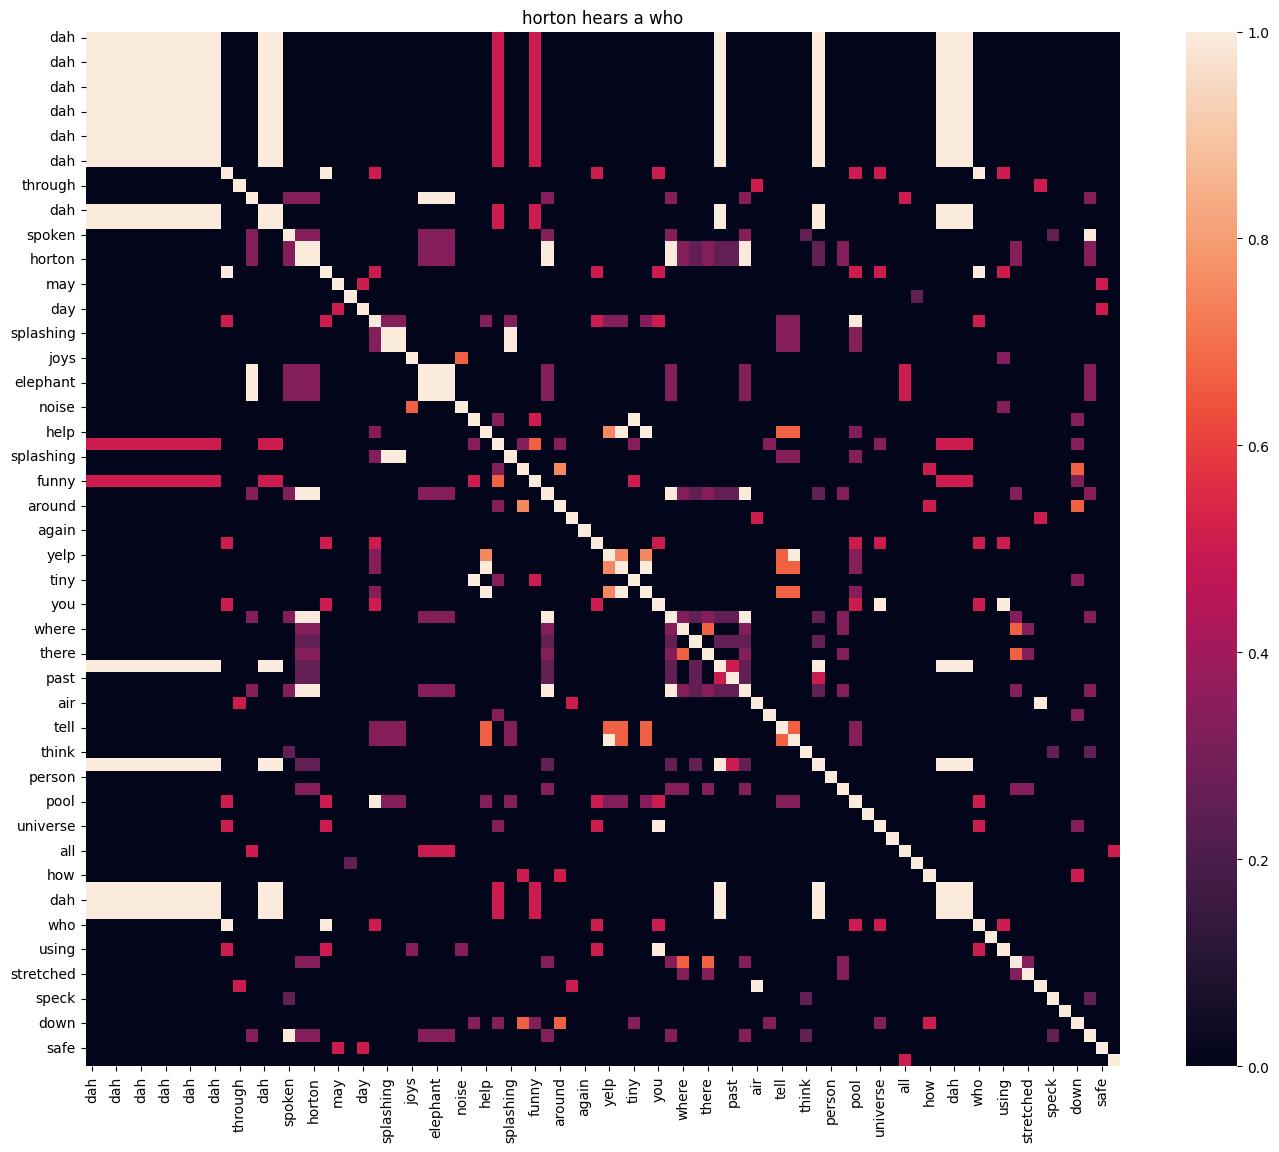 horton hears a who
dah
dah
dah
dah
dah
dah
through
dah
spoken
horton
may
day
splashing
joys
elephant
noise
help
splashing
funny
around
again
yelp
tiny
you
where
there
past
air
tell
think
person
pool
universe
all
how
dah
who
using
stretched
speck
down
safe
1.0
0.8
0.6
0.4
0.2
0.0
dah
dah
dah
dah
dah
dah
through
dah
spoken
horton
may
day
splashing
joys
elephant
noise
help
splashing
funny
around
again
yelp
tiny
you
where
there
past
air
tell
think
person
pool
universe
all
how
dah
who
using
stretched
speck
down
safe